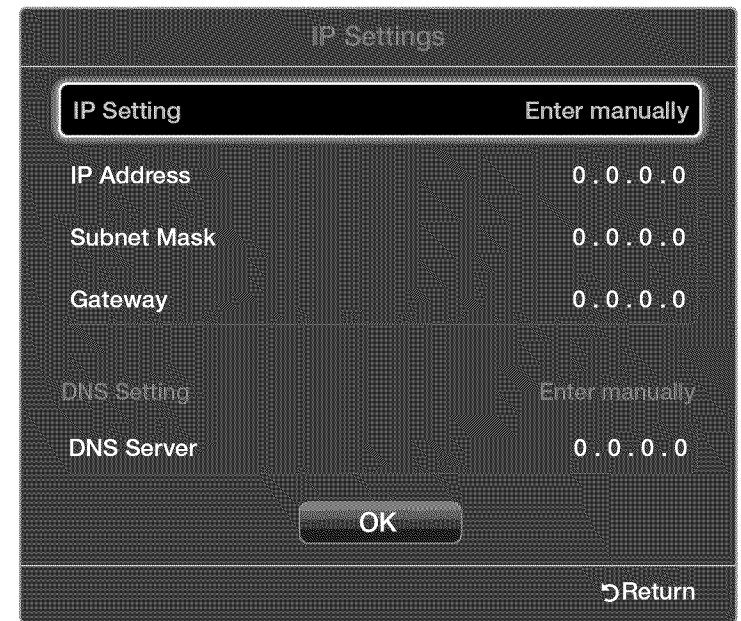 IP Settings
IP Setting Enter manually
IP Address 0.0.0.0
Subnet Mask 0.0.0.0
Gateway 0.0.0.0
DNS Setting Enter manually
DNS Server 0.0.0.0
OK
Return